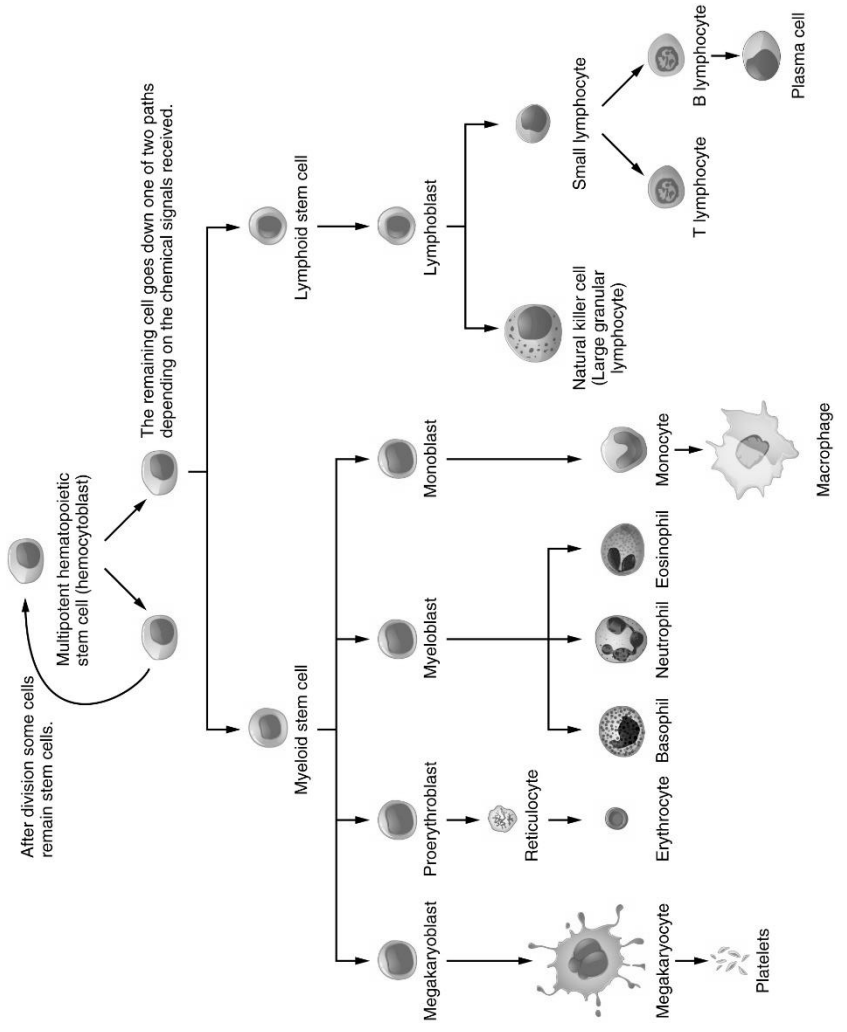 After division some cells
remain stem cells.
Multipotent hematopoietic
stem cell (hemocytoblast)
The remaining cell goes down one of two paths
depending on the chemical signals received.
Myeloid stem cell
Lymphoid stem cell
Megakaryoblast
Proerythroblast
Myeloblast
Monoblast
Lymphoblast
Reticulocyte
Natural killer cell
(Large granular
lymphocyte)
Small lymphocyte
Megakaryocyte
Erythrocyte
Basophil
Neutrophil
Eosinophil
Monocyte
T lymphocyte
B lymphocyte
Platelets
Macrophage
Plasma cell